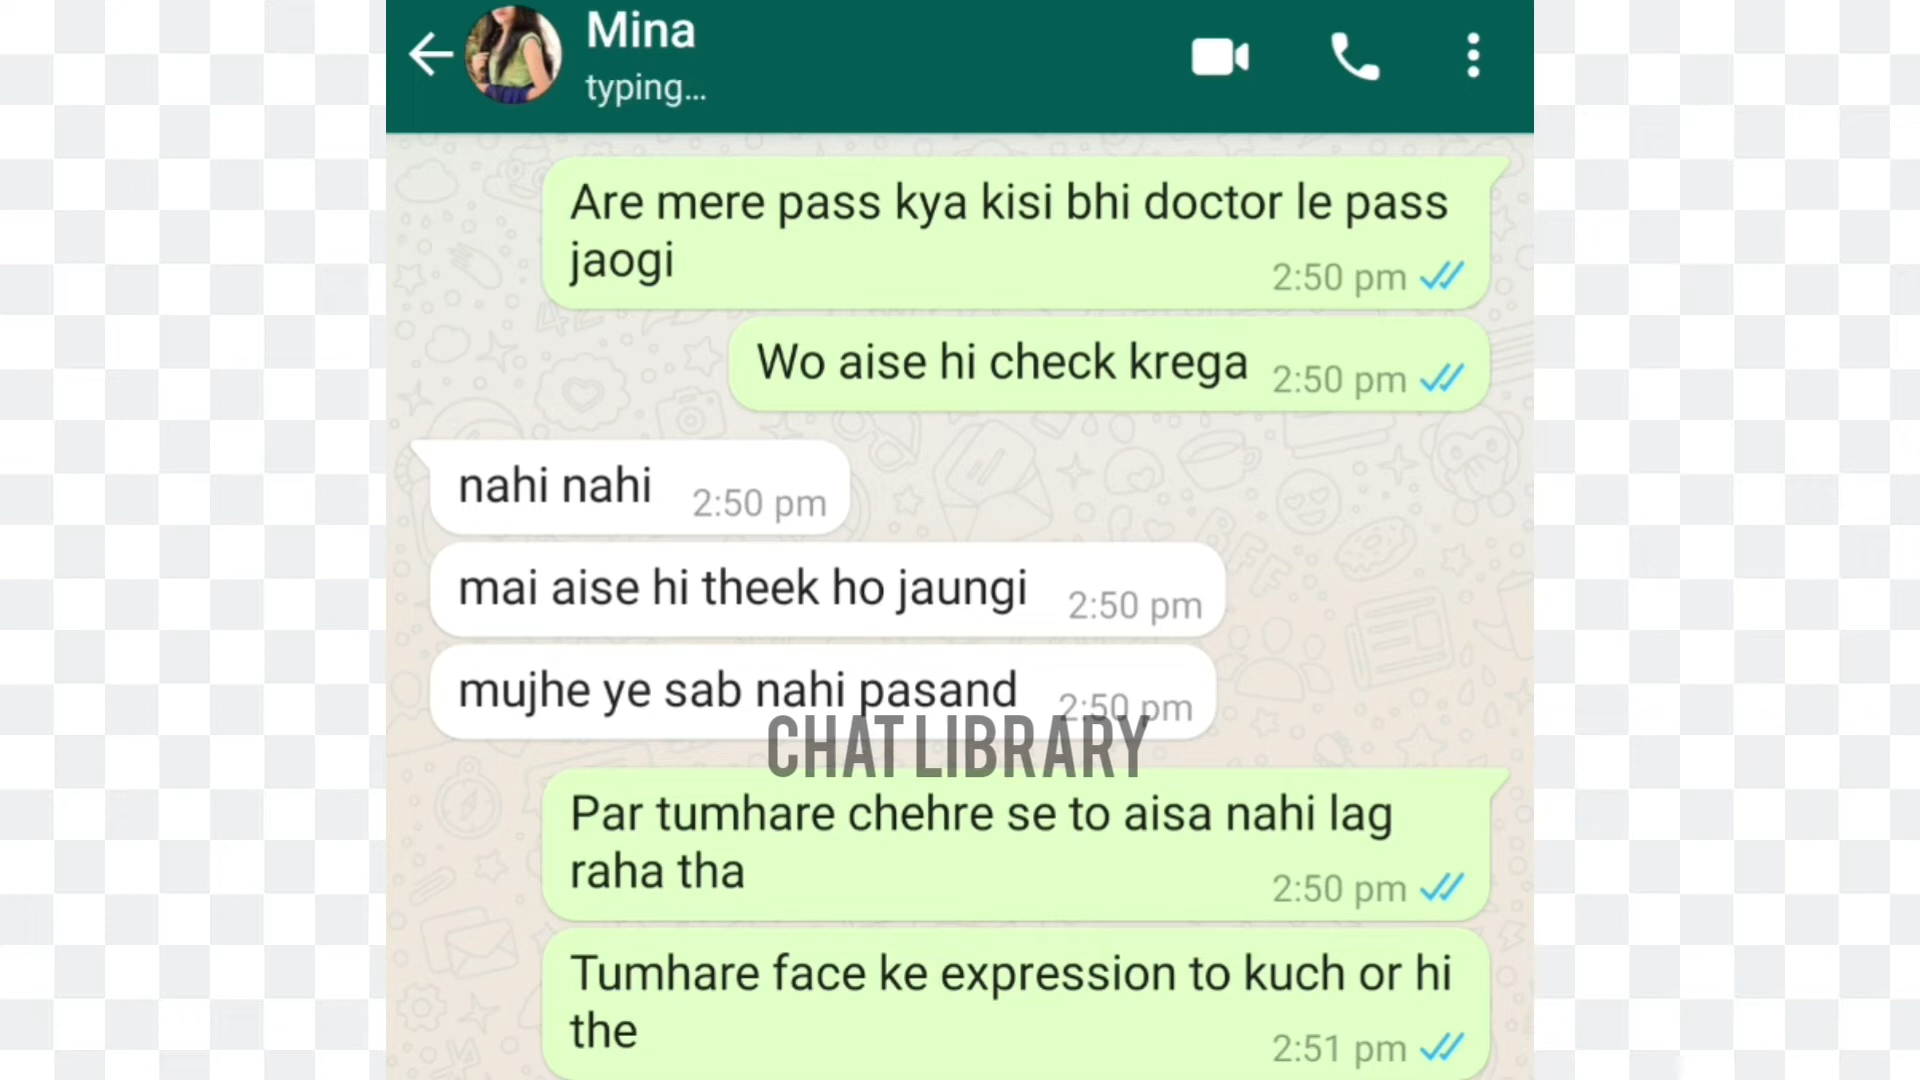 Mina
typing...
Are mere pass kya kisi bhi doctor le pass
jaogi
2:50 pm
Wo aise hi check krega 2:50 pm
nahi nahi 2:50 pm
mai aise hi theek ho jaungi 2:50 pm
mujhe ye sab nahi pasand 2:50 pm
CHAT LIBRARY
Par tumhare chehre se to aisa nahi lag
raha tha
2:50 pm
Tumhare face ke expression to kuch or hi
the
2:51 pm